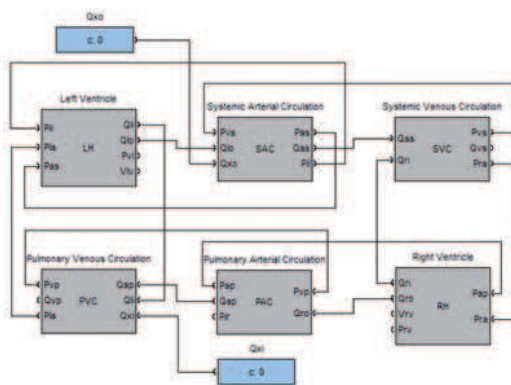 Qxo
c: 0
Left Ventricle
Pit
Pla
Pas
LH
Qli
Qlo
Pvl
Vlv
Systemic Arterial Circulation
Pvs
Qlo
Qxo
SAC
Pas
Qas
Pit
Systemic Venous Circulation
Qas
Qri
SVC
Pvs
Qvs
Pra
Pulmonary Venous Circulation
Pvp
Qvp
Pla
PVC
Qap
Qli
Qxi
Pulmonary Arterial Circulation
Pap
Qap
PAC
Pvp
Qro
Right Ventricle
Qri
Qro
Vrv
Prv
RH
Pap
Pra
Qxi
c: 0